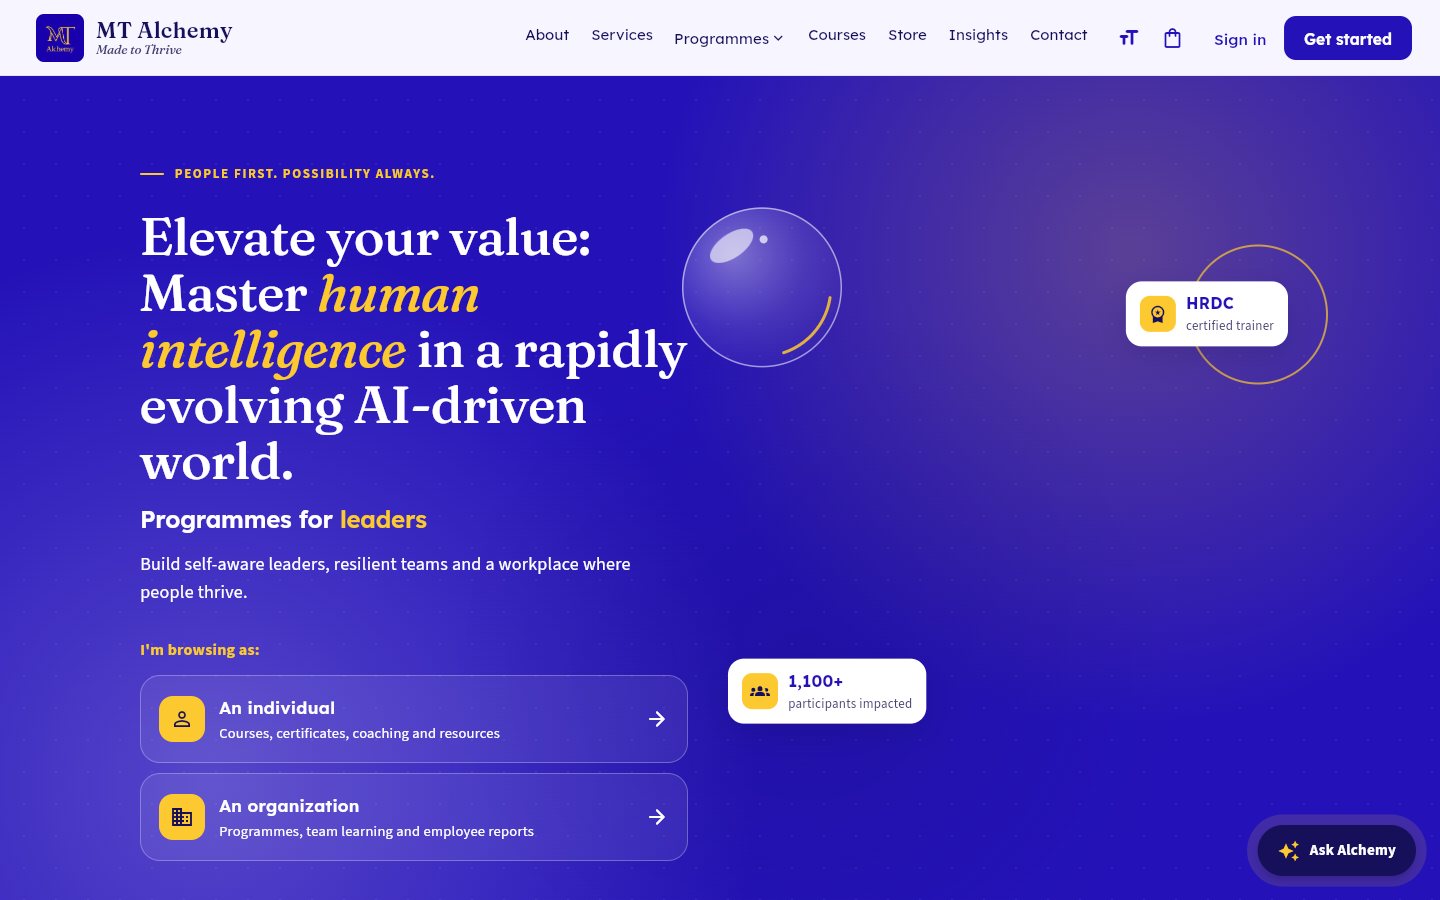 MT
Alchemy
MT Alchemy
Made to Thrive
About
Services
Programmes
Courses
Store
Insights
Contact
Sign in
Get started
PEOPLE FIRST. POSSIBILITY ALWAYS.
Elevate your value:
Master human
intelligence in a rapidly
evolving AI-driven
world.
Programmes for leaders
Build self-aware leaders, resilient teams and a workplace where
people thrive.
I'm browsing as:
An individual
Courses, certificates, coaching and resources
An organization
Programmes, team learning and employee reports
HRDC
certified trainer
1,100+
participants impacted
Ask Alchemy